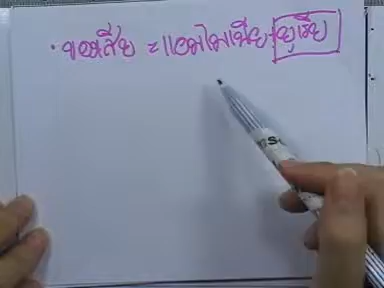 · ของเสีย = แอมโมเนีย + ยูเรีย